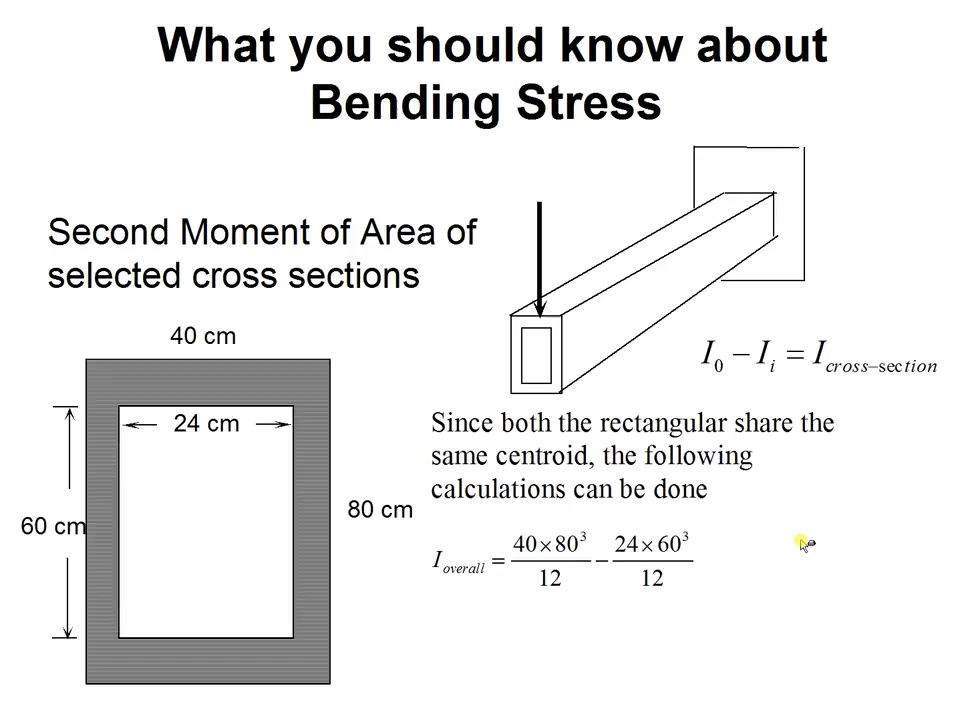 What you should know about
Bending Stress
Second Moment of Area of
selected cross sections
40 cm
24 cm
60 cm
80 cm
I₀ − Iᵢ = I cross−section
Since both the rectangular share the
same centroid, the following
calculations can be done
I overall = 40×80³/12 − 24×60³/12